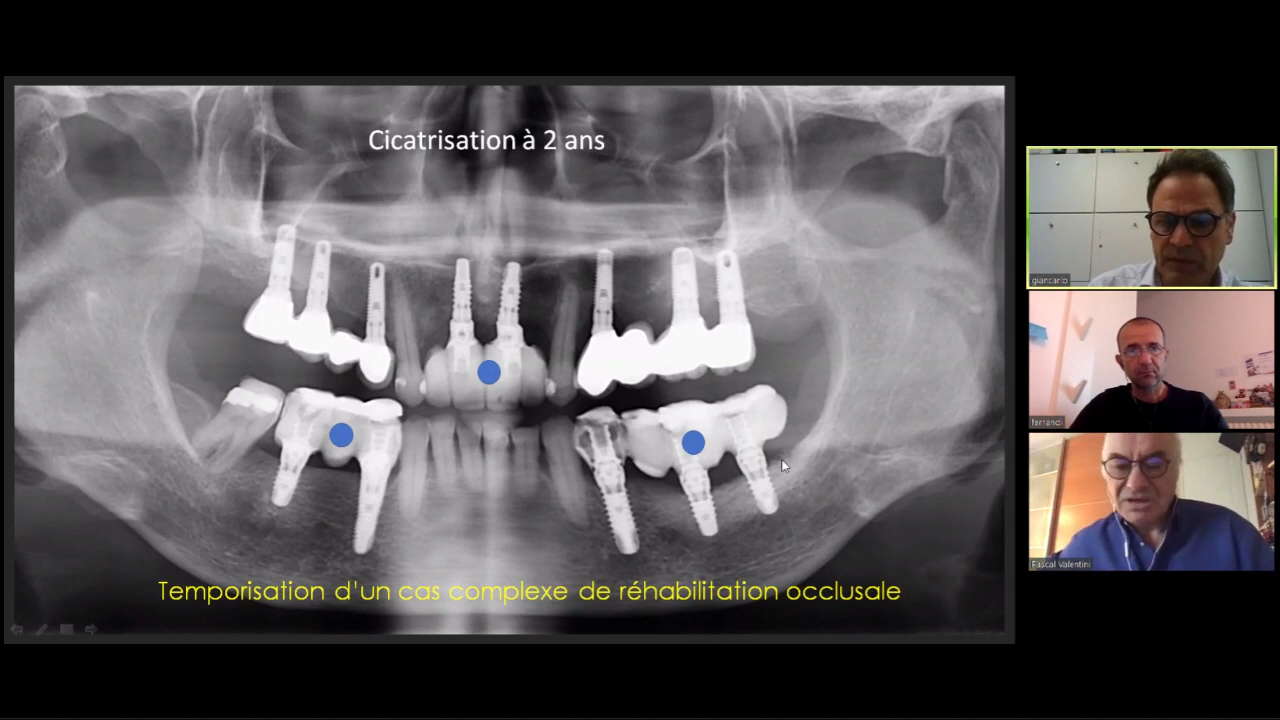 Cicatrisation à 2 ans
Temporisation d'un cas complexe de réhabilitation occlusale
giancarlo
ferrandi
Pascal Valentini